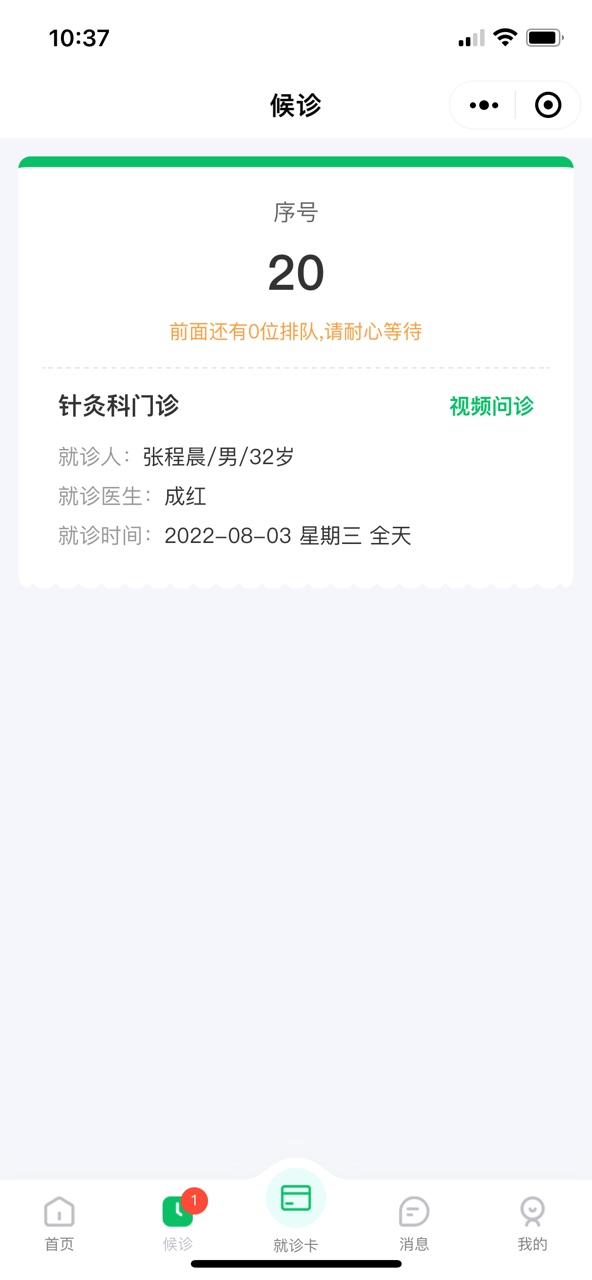 10:37
候诊
序号
20
前面还有0位排队,请耐心等待
针灸科门诊 视频问诊
就诊人：张程晨/男/32岁
就诊医生：成红
就诊时间：2022-08-03 星期三 全天
1
首页 候诊 就诊卡 消息 我的